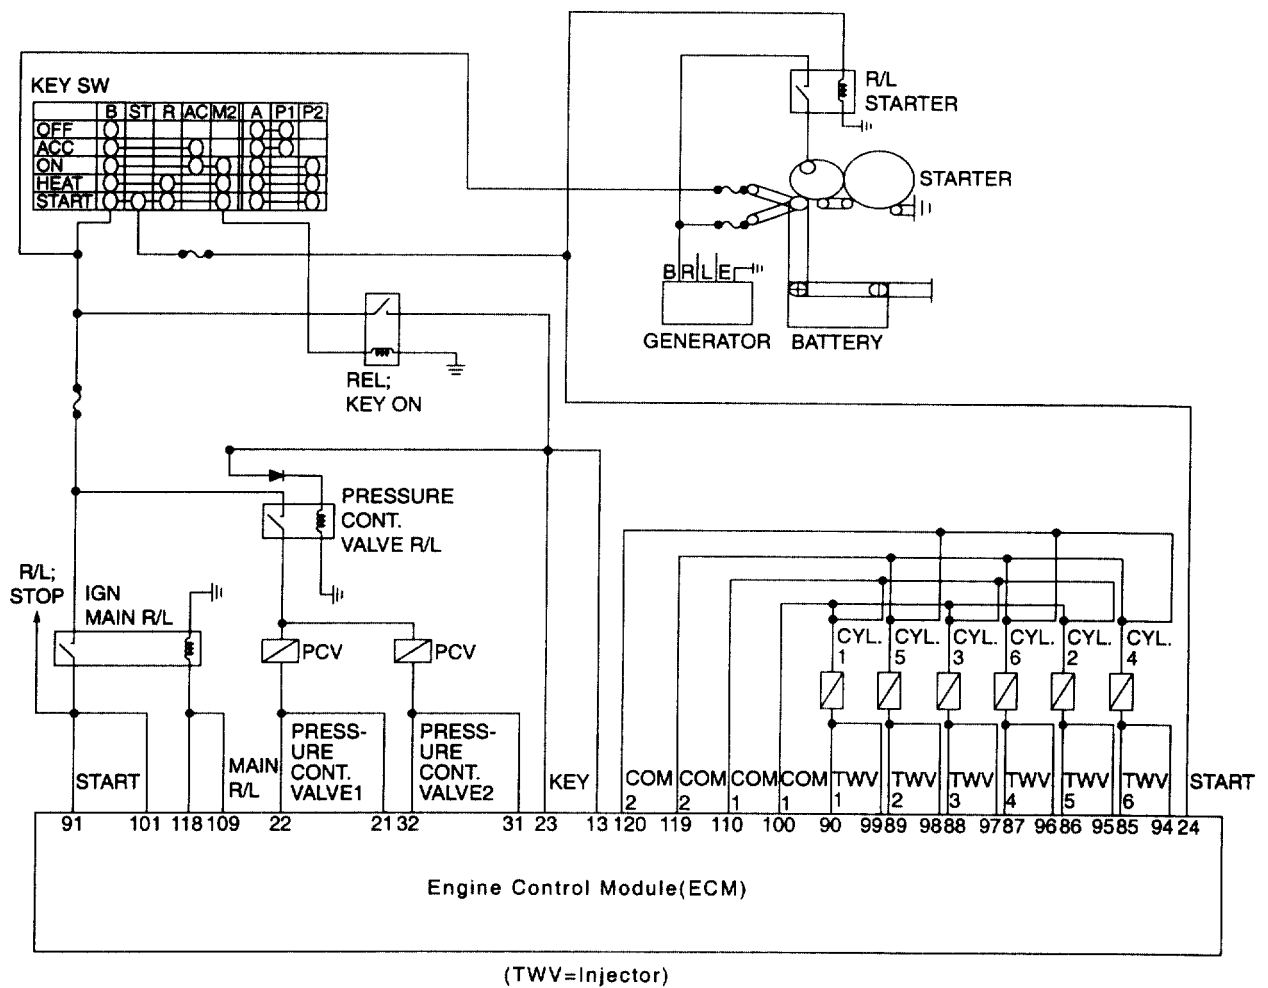 KEY SW
B ST R AC M2 A P1 P2
OFF
ACC
ON
HEAT
START
R/L
STARTER
STARTER
B R L E
GENERATOR
BATTERY
REL;
KEY ON
PRESSURE
CONT.
VALVE R/L
R/L;
STOP
IGN
MAIN R/L
PCV
PCV
CYL.
1
CYL.
5
CYL.
3
CYL.
6
CYL.
2
CYL.
4
START
MAIN
R/L
PRESS-
URE
CONT.
VALVE1
PRESS-
URE
CONT.
VALVE2
KEY
COM
2
COM
2
COM
1
COM
1
TWV
1
TWV
2
TWV
3
TWV
4
TWV
5
TWV
6
START
91 101 118 109 22 21 32 31 23 13 120 119 110 100 90 99 89 98 88 97 87 96 86 95 85 94 24
Engine Control Module(ECM)
(TWV=Injector)